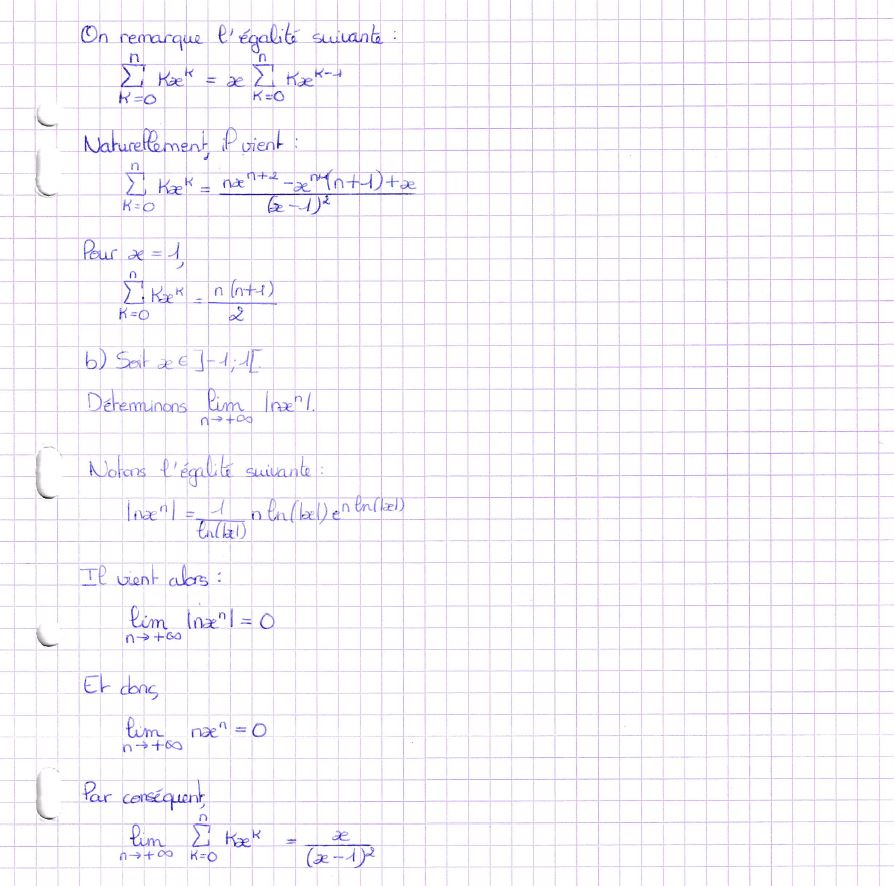 On remarque l'égalité suivante :
$\sum_{K=0}^{n} Kx^K = x \sum_{K=0}^{n} Kx^{K-1}$
Naturellement, il vient :
$\sum_{K=0}^{n} Kx^K = \frac{nx^{n+2} - x^{n+1}(n+1) + x}{(x-1)^2}$
Pour $x = 1$,
$\sum_{K=0}^{n} Kx^K = \frac{n(n+1)}{2}$
b) Soit $x \in ]-1;1[$.
Déterminons $\lim_{n \to +\infty} |nx^n|$.
Notons l'égalité suivante :
$|nx^n| = \frac{1}{\ln(|x|)} n \ln(|x|) e^{n \ln(|x|)}$
Il vient alors :
$\lim_{n \to +\infty} |nx^n| = 0$
Et donc,
$\lim_{n \to +\infty} nx^n = 0$
Par conséquent,
$\lim_{n \to +\infty} \sum_{K=0}^{n} Kx^K = \frac{x}{(x-1)^2}$